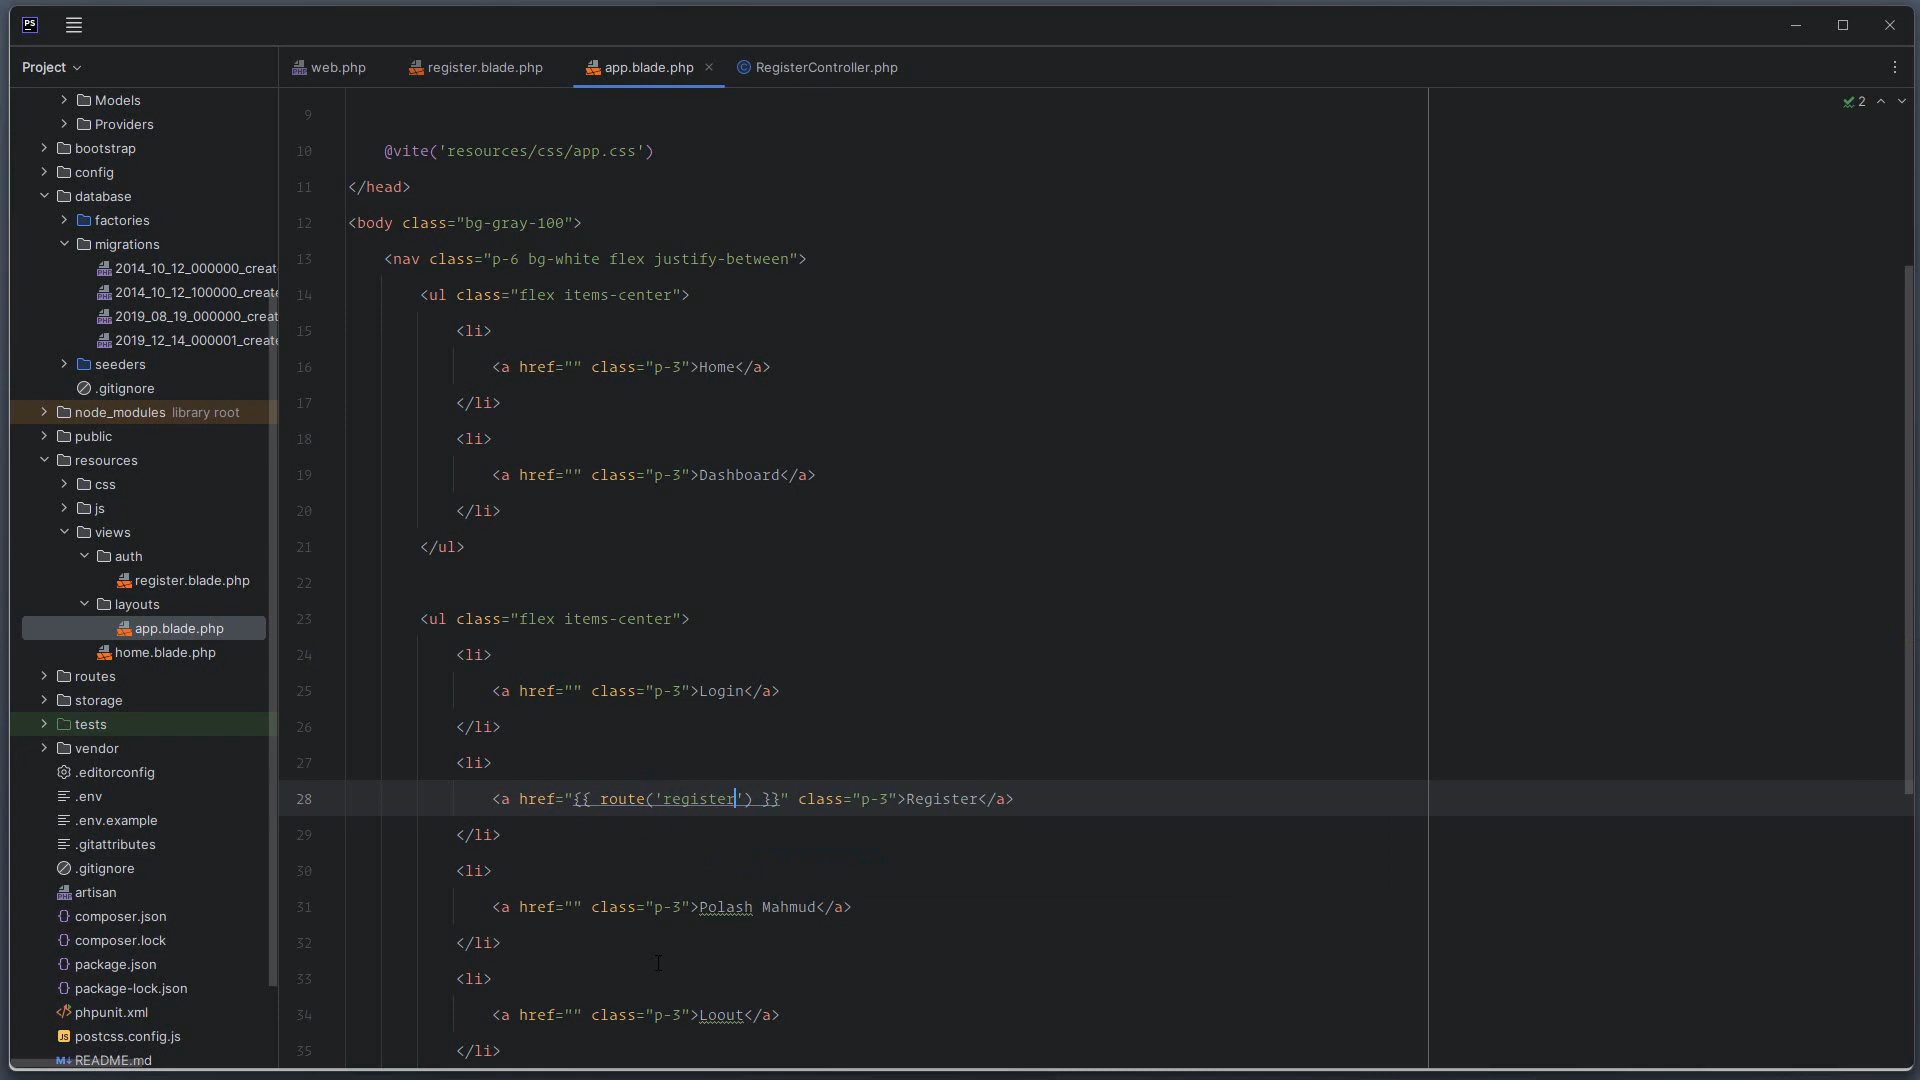 PS
Project
web.php
register.blade.php
app.blade.php
RegisterController.php
2
Models
Providers
bootstrap
config
database
factories
migrations
2014_10_12_000000_creat
2014_10_12_100000_create
2019_08_19_000000_creat
2019_12_14_000001_create
seeders
.gitignore
node_modules library root
public
resources
css
js
views
auth
register.blade.php
layouts
app.blade.php
home.blade.php
routes
storage
tests
vendor
.editorconfig
.env
.env.example
.gitattributes
.gitignore
artisan
composer.json
composer.lock
package.json
package-lock.json
phpunit.xml
postcss.config.js
README.md
9
10 @vite('resources/css/app.css')
11 </head>
12 <body class="bg-gray-100">
13 <nav class="p-6 bg-white flex justify-between">
14 <ul class="flex items-center">
15 <li>
16 <a href="" class="p-3">Home</a>
17 </li>
18 <li>
19 <a href="" class="p-3">Dashboard</a>
20 </li>
21 </ul>
22
23 <ul class="flex items-center">
24 <li>
25 <a href="" class="p-3">Login</a>
26 </li>
27 <li>
28 <a href="{{ route('register') }}" class="p-3">Register</a>
29 </li>
30 <li>
31 <a href="" class="p-3">Polash Mahmud</a>
32 </li>
33 <li>
34 <a href="" class="p-3">Loout</a>
35 </li>